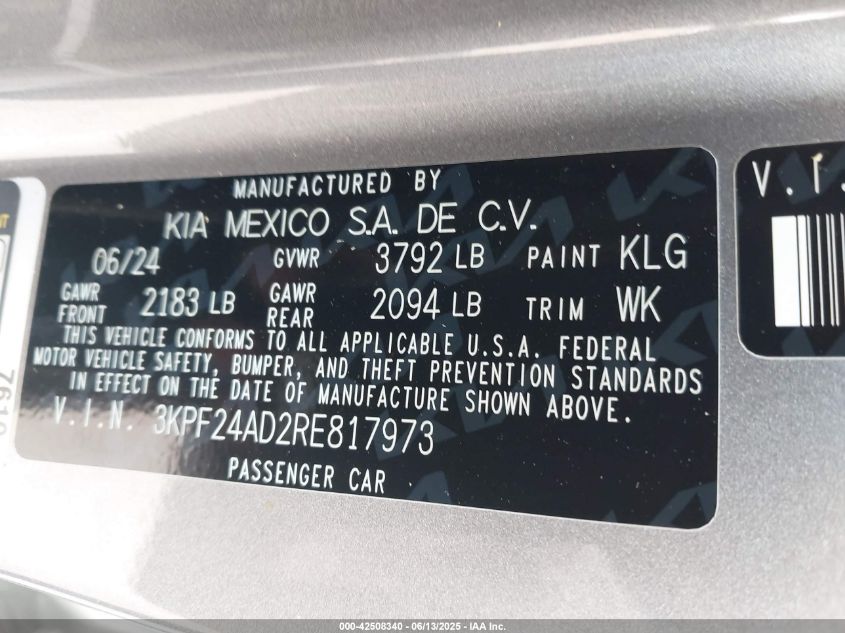 MANUFACTURED BY
KIA MEXICO S.A. DE C.V.
06/24 GVWR 3792 LB PAINT KLG
GAWR FRONT 2183 LB GAWR REAR 2094 LB TRIM WK
THIS VEHICLE CONFORMS TO ALL APPLICABLE U.S.A. FEDERAL
MOTOR VEHICLE SAFETY, BUMPER, AND THEFT PREVENTION STANDARDS
IN EFFECT ON THE DATE OF MANUFACTURE SHOWN ABOVE.
V.I.N. 3KPF24AD2RE817973
PASSENGER CAR
V.I.
000-42508340 - 06/13/2025 - IAA Inc.